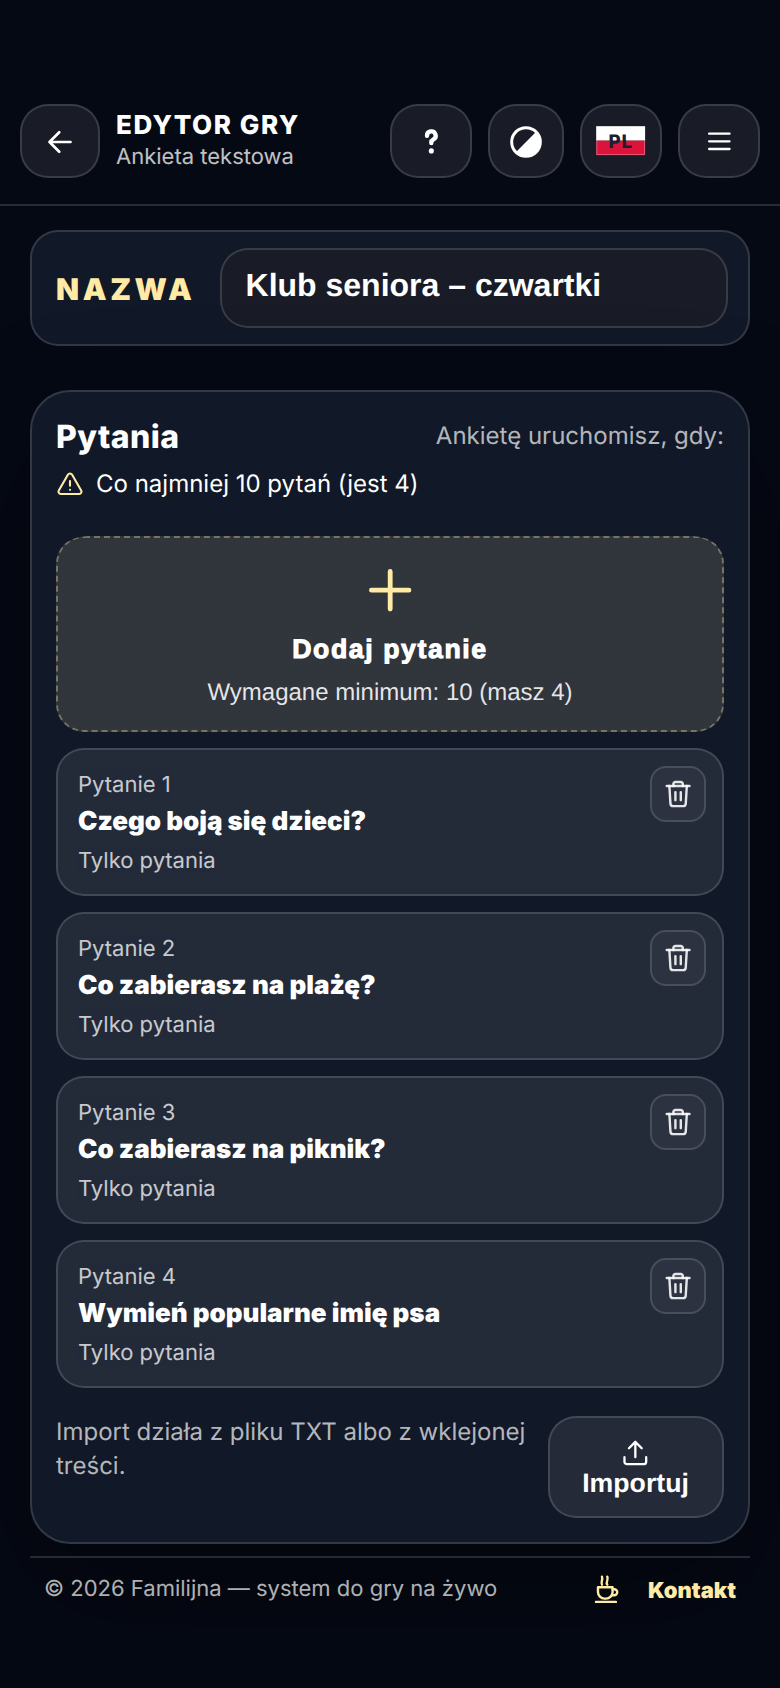 EDYTOR GRY
Ankieta tekstowa
?
PL
NAZWA
Klub seniora – czwartki
Pytania
Ankietę uruchomisz, gdy:
Co najmniej 10 pytań (jest 4)
Dodaj pytanie
Wymagane minimum: 10 (masz 4)
Pytanie 1
Czego boją się dzieci?
Tylko pytania
Pytanie 2
Co zabierasz na plażę?
Tylko pytania
Pytanie 3
Co zabierasz na piknik?
Tylko pytania
Pytanie 4
Wymień popularne imię psa
Tylko pytania
Import działa z pliku TXT albo z wklejonej
treści.
Importuj
© 2026 Familijna — system do gry na żywo
Kontakt